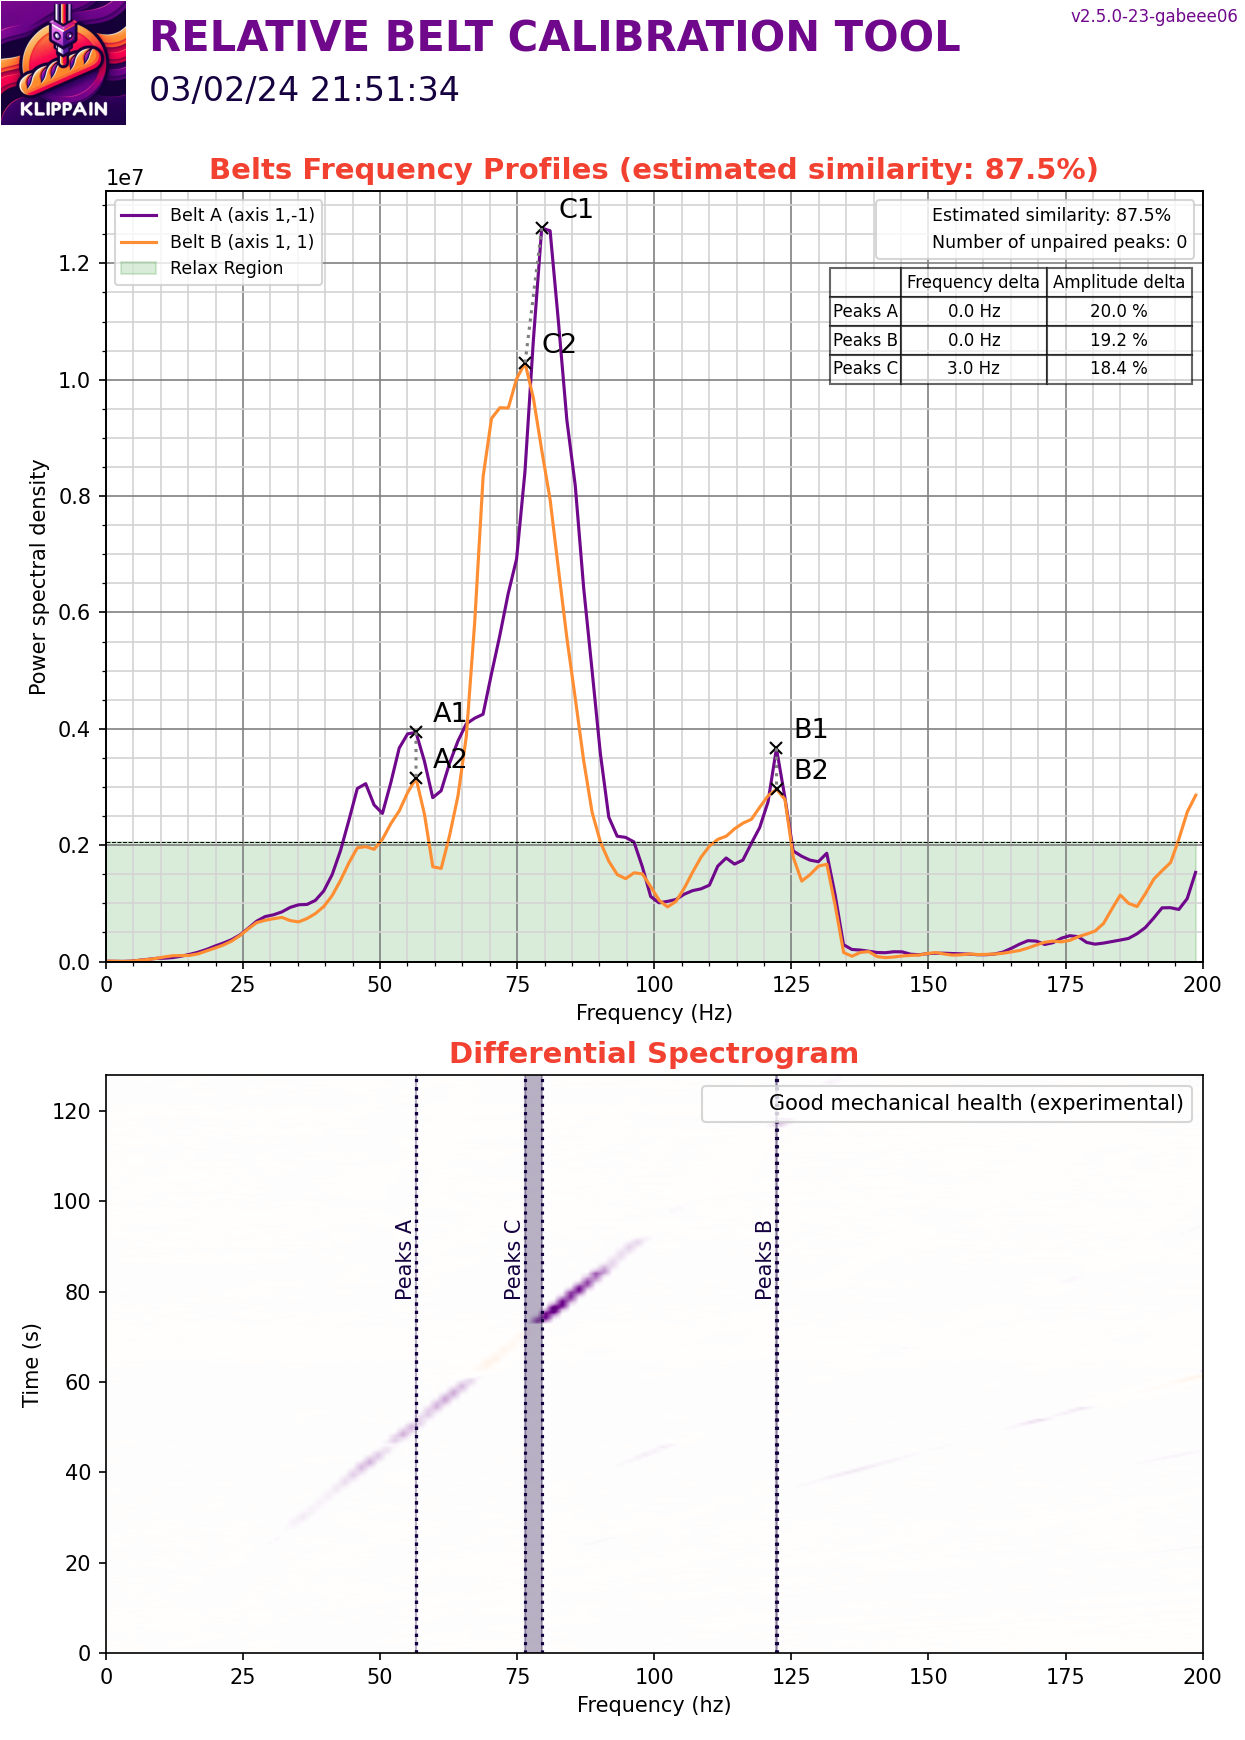 v2.5.0-23-gabeee06
RELATIVE BELT CALIBRATION TOOL
03/02/24 21:51:34
KLIPPAIN
Belts Frequency Profiles (estimated similarity: 87.5%)
1e7
Belt A (axis 1,-1)
Belt B (axis 1, 1)
Relax Region
Estimated similarity: 87.5%
Number of unpaired peaks: 0
Frequency delta Amplitude delta
Peaks A 0.0 Hz 20.0 %
Peaks B 0.0 Hz 19.2 %
Peaks C 3.0 Hz 18.4 %
C1
C2
A1
A2
B1
B2
Power spectral density
1.2
1.0
0.8
0.6
0.4
0.2
0.0
0 25 50 75 100 125 150 175 200
Frequency (Hz)
Differential Spectrogram
Good mechanical health (experimental)
Peaks A
Peaks C
Peaks B
Time (s)
120
100
80
60
40
20
0
0 25 50 75 100 125 150 175 200
Frequency (hz)